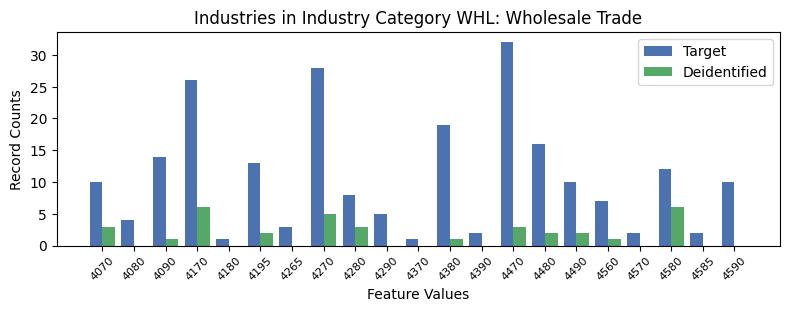 Industries in Industry Category WHL: Wholesale Trade
Target
Deidentified
Record Counts
30
25
20
15
10
5
0
4070 4080 4090 4170 4180 4195 4265 4270 4280 4290 4370 4380 4390 4470 4480 4490 4560 4570 4580 4585 4590
Feature Values